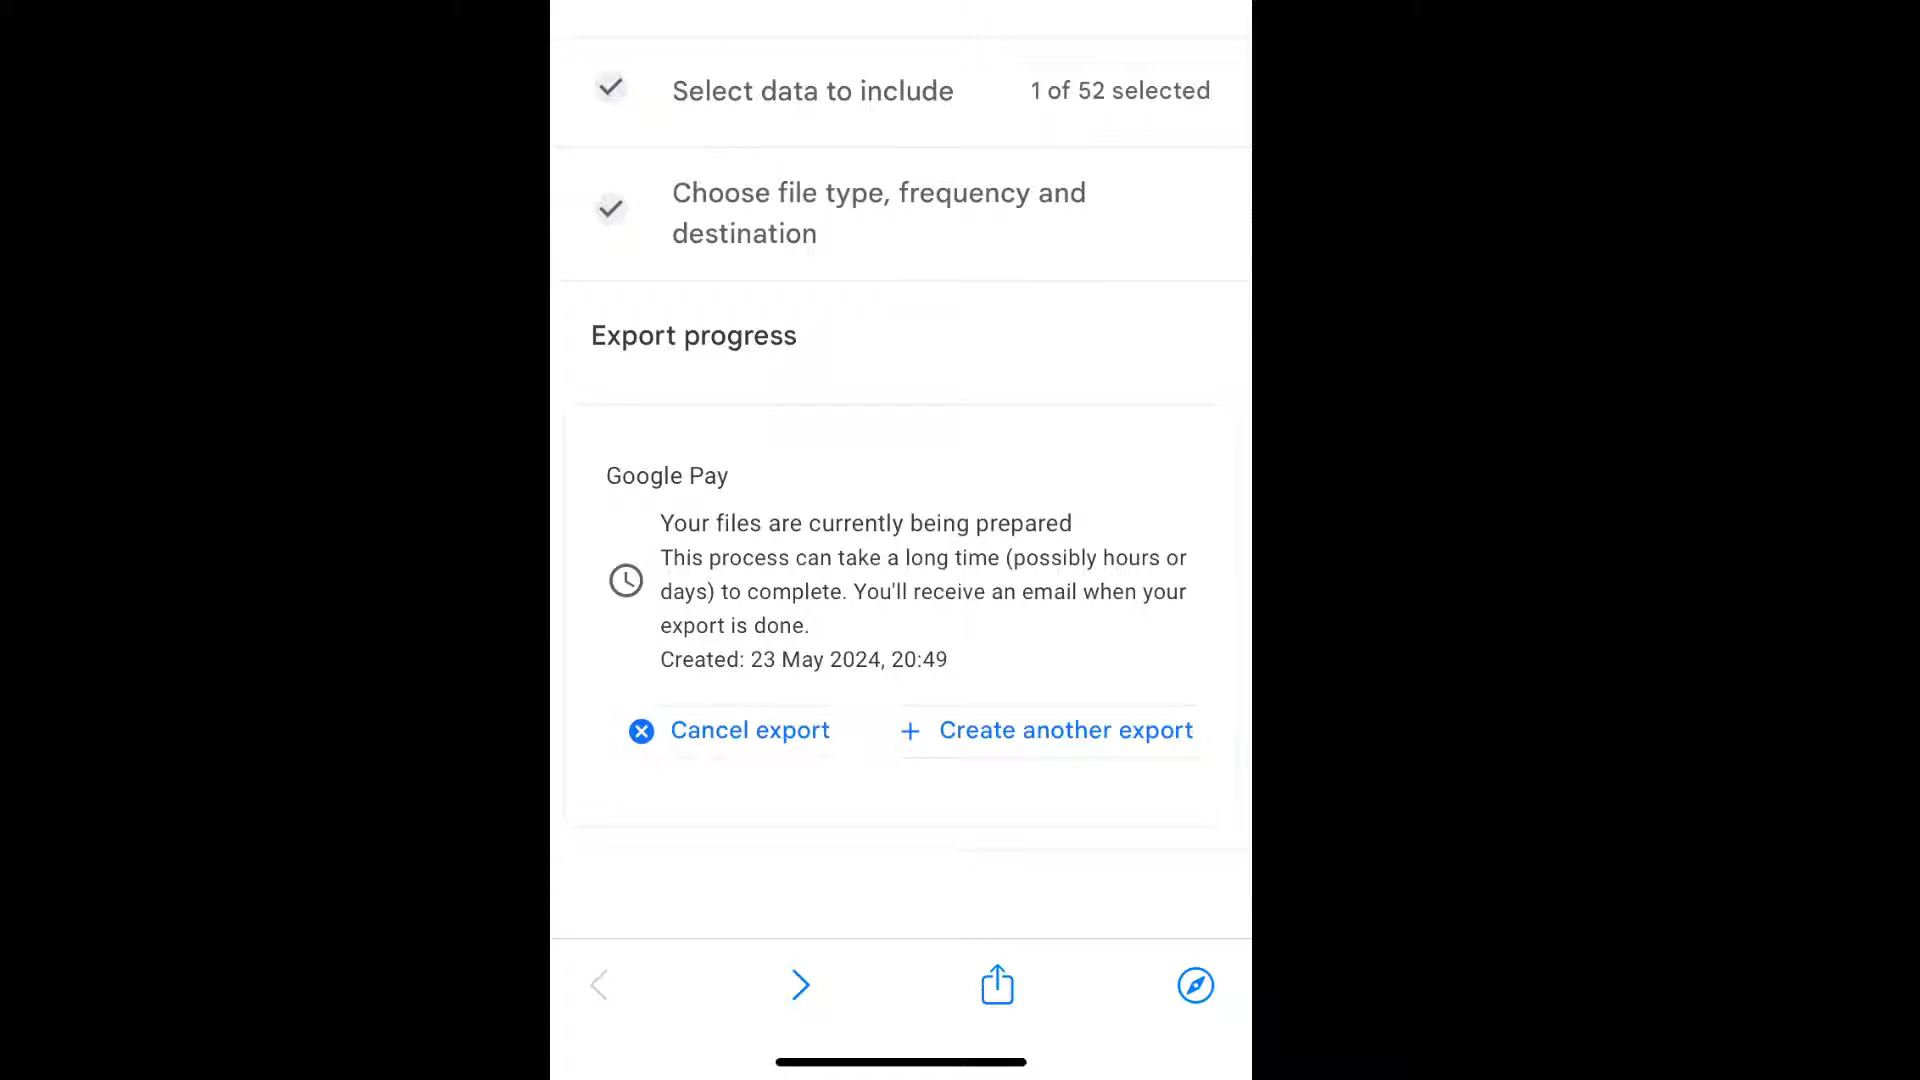 Select data to include 1 of 52 selected
Choose file type, frequency and
destination
Export progress
Google Pay
Your files are currently being prepared
This process can take a long time (possibly hours or
days) to complete. You'll receive an email when your
export is done.
Created: 23 May 2024, 20:49
Cancel export + Create another export